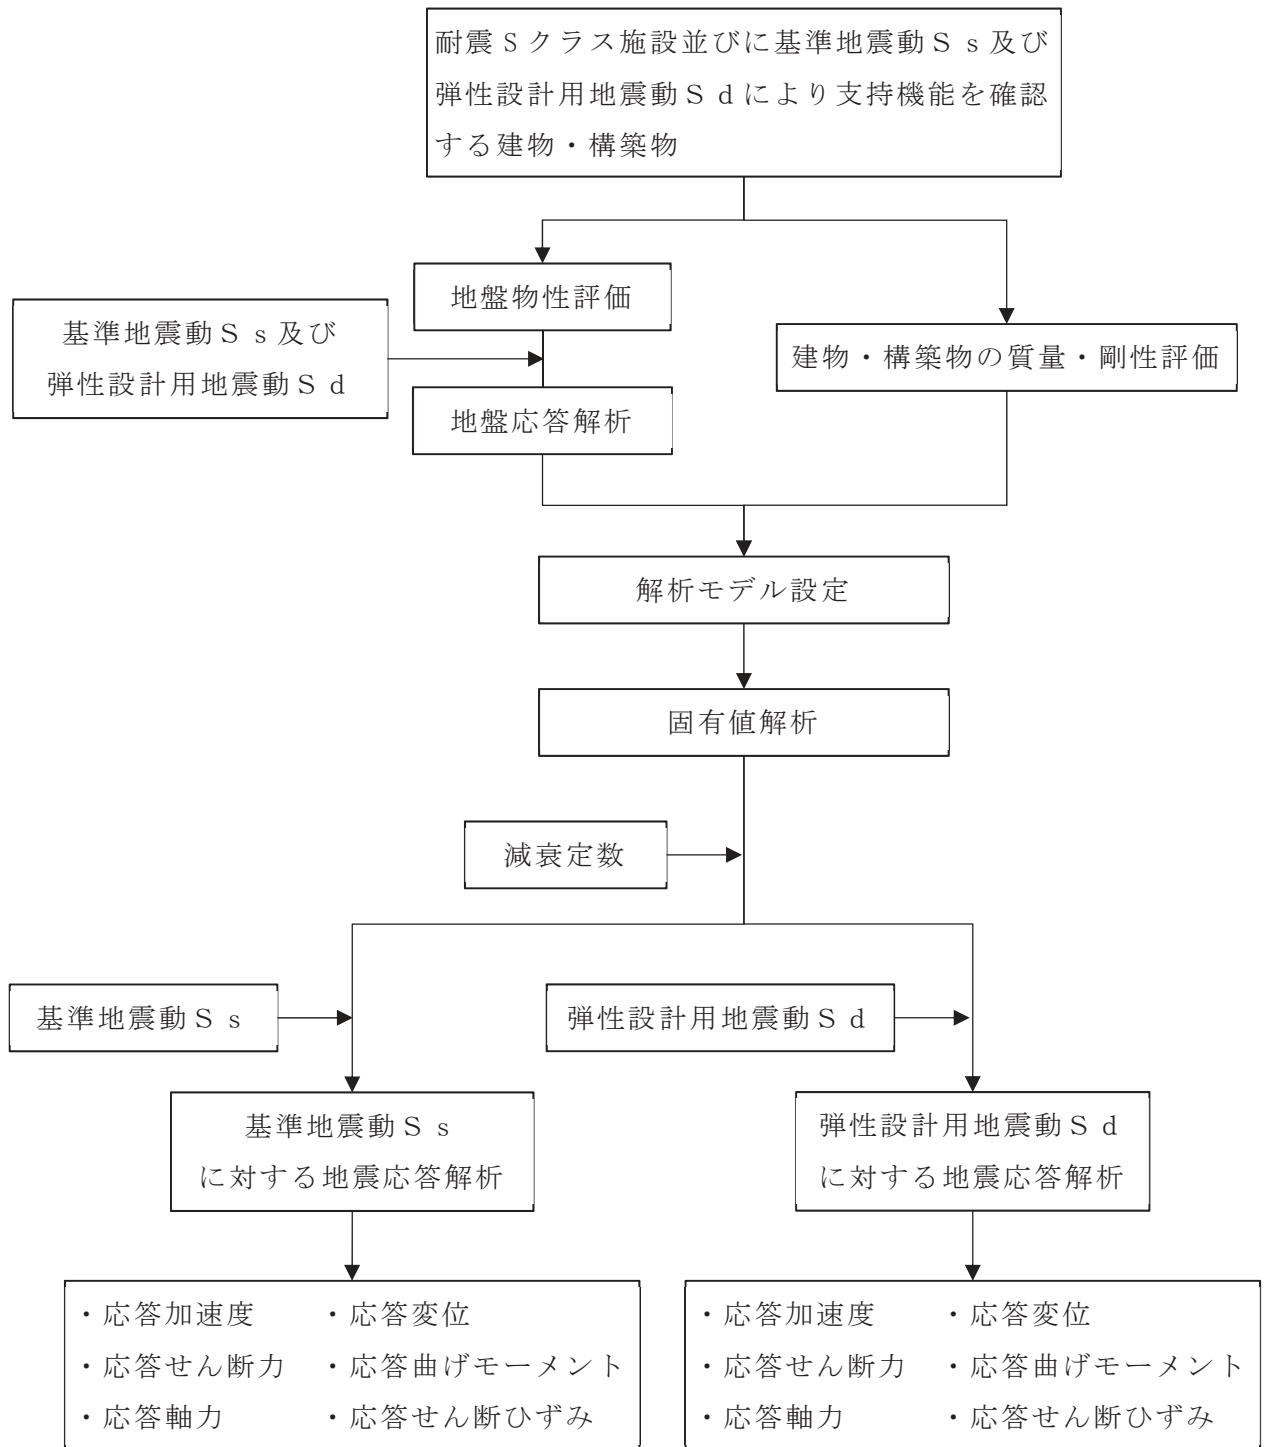 耐震Sクラス施設並びに基準地震動Ss及び
弾性設計用地震動Sdにより支持機能を確認
する建物・構築物
地盤物性評価
基準地震動Ss及び
弾性設計用地震動Sd
建物・構築物の質量・剛性評価
地盤応答解析
解析モデル設定
固有値解析
減衰定数
基準地震動Ss
弾性設計用地震動Sd
基準地震動Ss
に対する地震応答解析
弾性設計用地震動Sd
に対する地震応答解析
・応答加速度 ・応答変位
・応答せん断力 ・応答曲げモーメント
・応答軸力 ・応答せん断ひずみ
・応答加速度 ・応答変位
・応答せん断力 ・応答曲げモーメント
・応答軸力 ・応答せん断ひずみ